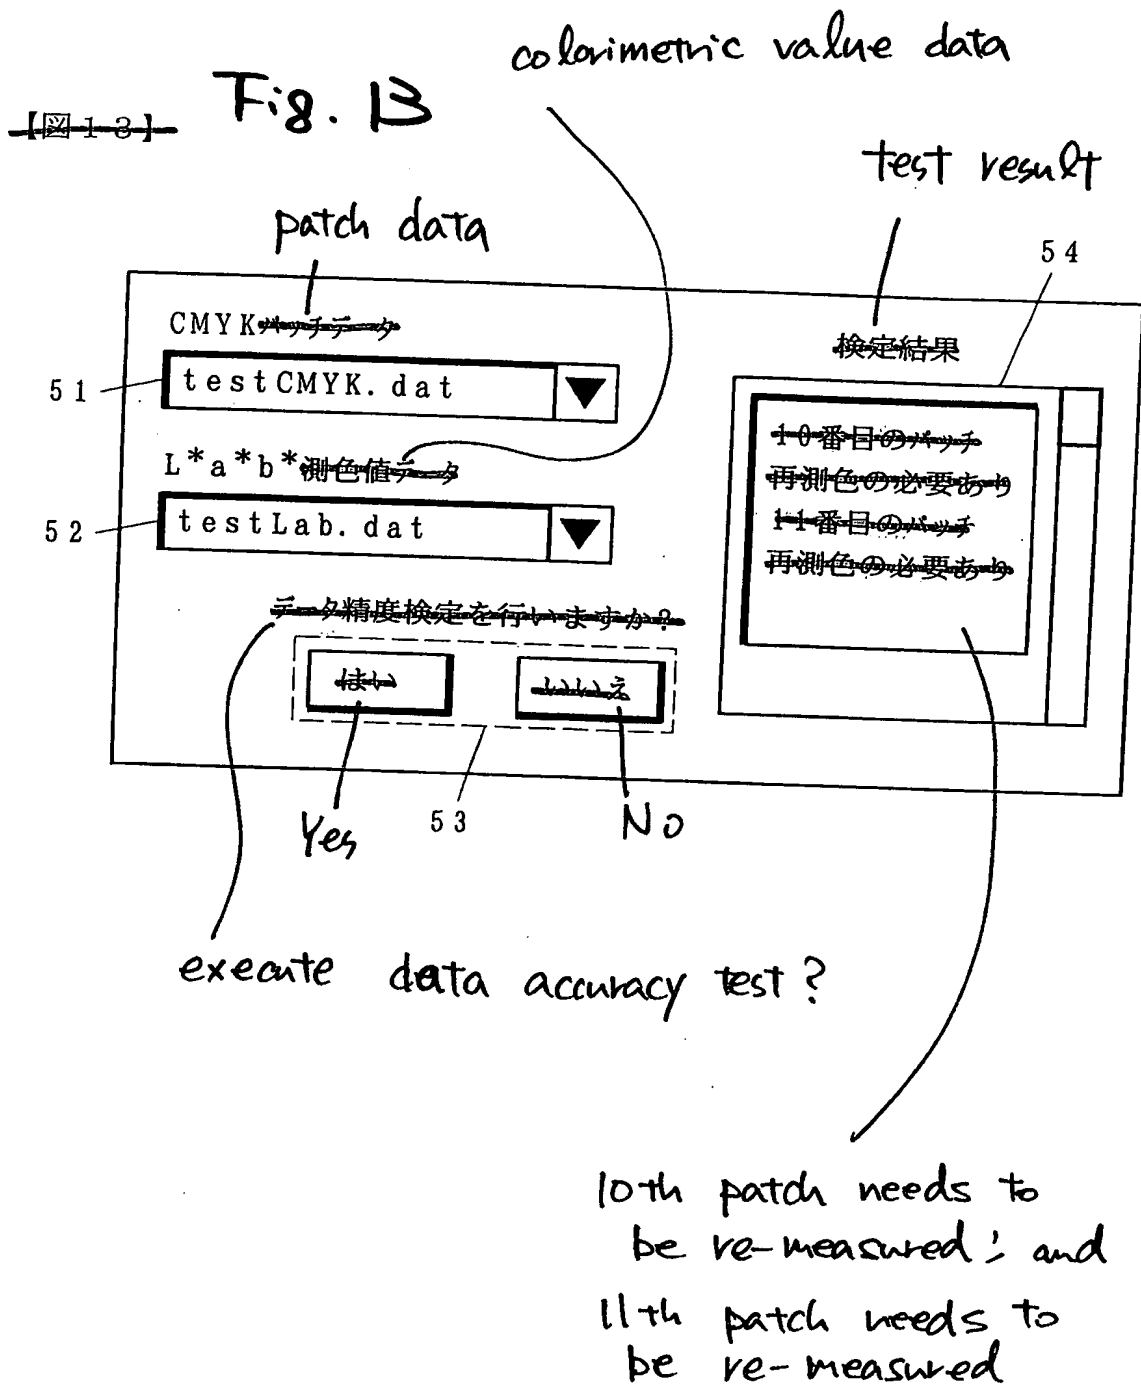 colorimetric value data
【図13】 Fig. 13
test result
patch data
54
CMYKパッチデータ
検定結果
51
testCMYK.dat
10番目のパッチ
L*a*b*測色値データ
再測色の必要あり
52
testLab.dat
11番目のパッチ
再測色の必要あり
データ精度検定を行いますか?
はい
いいえ
Yes
53
No
execute data accuracy test?
10th patch needs to
be re-measured; and
11th patch needs to
be re-measured